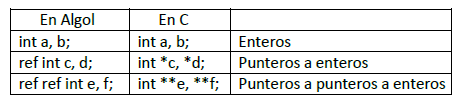 En Algol En C
int a, b; int a, b; Enteros
ref int c, d; int *c, *d; Punteros a enteros
ref ref int e, f; int **e, **f; Punteros a punteros a enteros